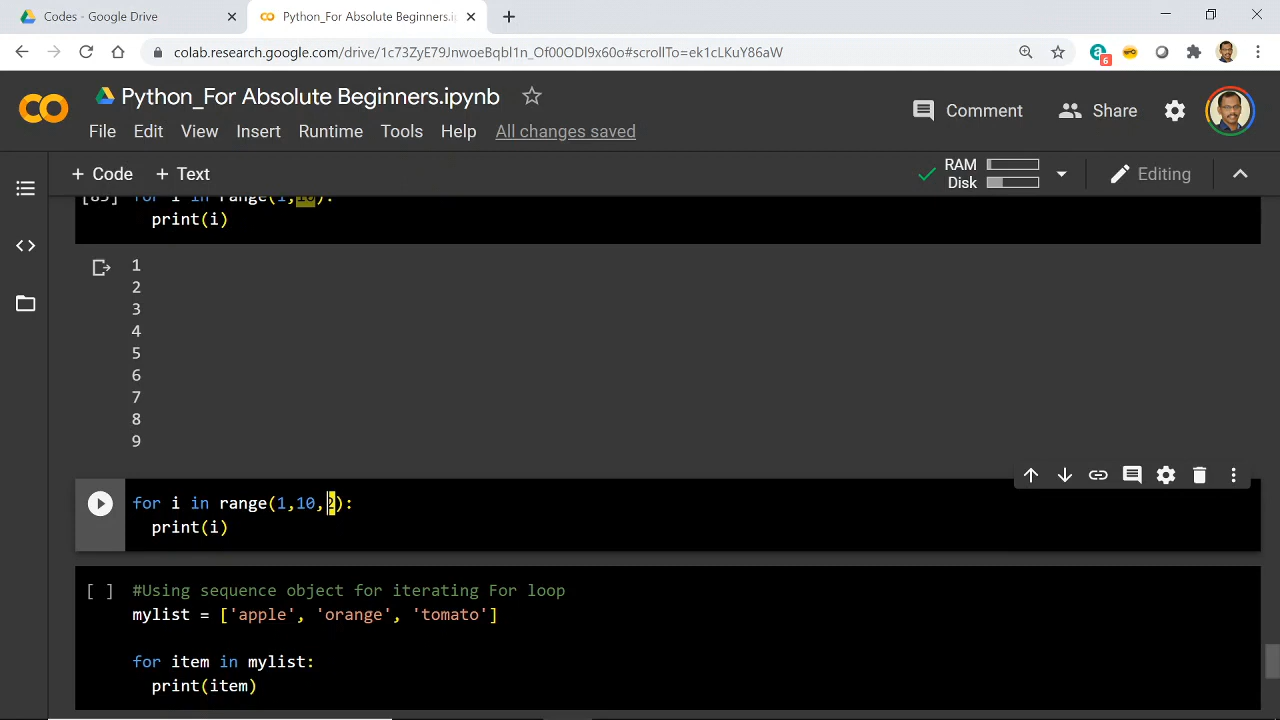 Codes - Google Drive
Python_For Absolute Beginners.i
colab.research.google.com/drive/1c73ZyE79JnwoeBqbl1n_Of00ODl9x60o#scrollTo=ek1cLKuY86aW
6
Python_For Absolute Beginners.ipynb
Comment
Share
File Edit View Insert Runtime Tools Help All changes saved
+ Code + Text
RAM
Disk
Editing
[85] for i in range(1,10):
print(i)
1
2
3
4
5
6
7
8
9
for i in range(1,10,2):
print(i)
[ ] #Using sequence object for iterating For loop
mylist = ['apple', 'orange', 'tomato']
for item in mylist:
print(item)